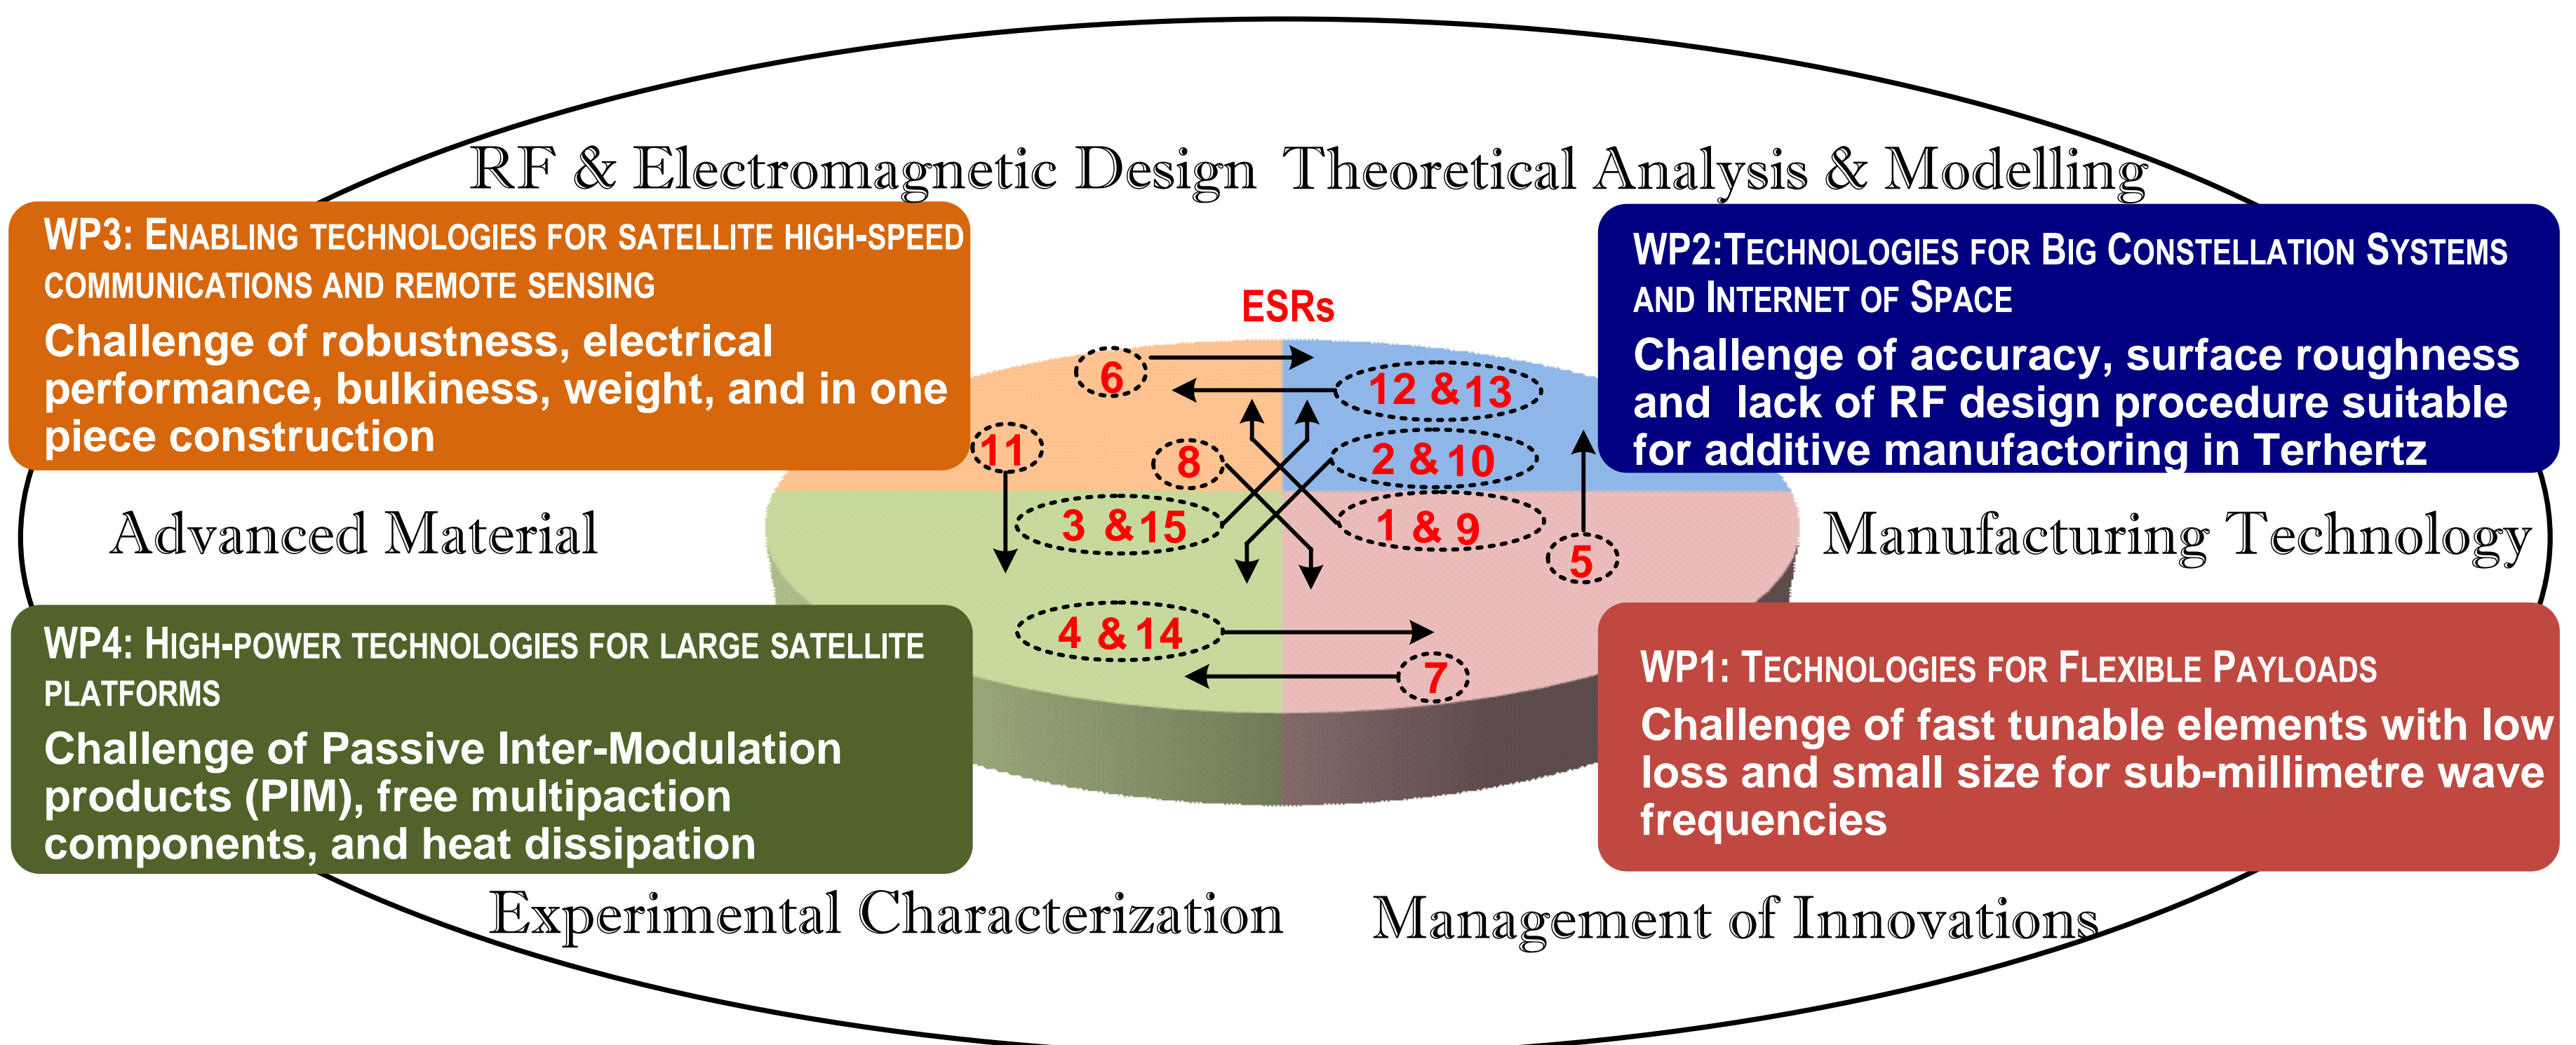 RF & Electromagnetic Design Theoretical Analysis & Modelling
WP3: ENABLING TECHNOLOGIES FOR SATELLITE HIGH-SPEED
COMMUNICATIONS AND REMOTE SENSING
Challenge of robustness, electrical
performance, bulkiness, weight, and in one
piece construction
WP2:TECHNOLOGIES FOR BIG CONSTELLATION SYSTEMS
AND INTERNET OF SPACE
Challenge of accuracy, surface roughness
and lack of RF design procedure suitable
for additive manufactoring in Terhertz
ESRs
6
12 &13
11
8
2 &10
3 &15
1 & 9
5
4 &14
7
Advanced Material
Manufacturing Technology
WP4: HIGH-POWER TECHNOLOGIES FOR LARGE SATELLITE
PLATFORMS
Challenge of Passive Inter-Modulation
products (PIM), free multipaction
components, and heat dissipation
WP1: TECHNOLOGIES FOR FLEXIBLE PAYLOADS
Challenge of fast tunable elements with low
loss and small size for sub-millimetre wave
frequencies
Experimental Characterization
Management of Innovations